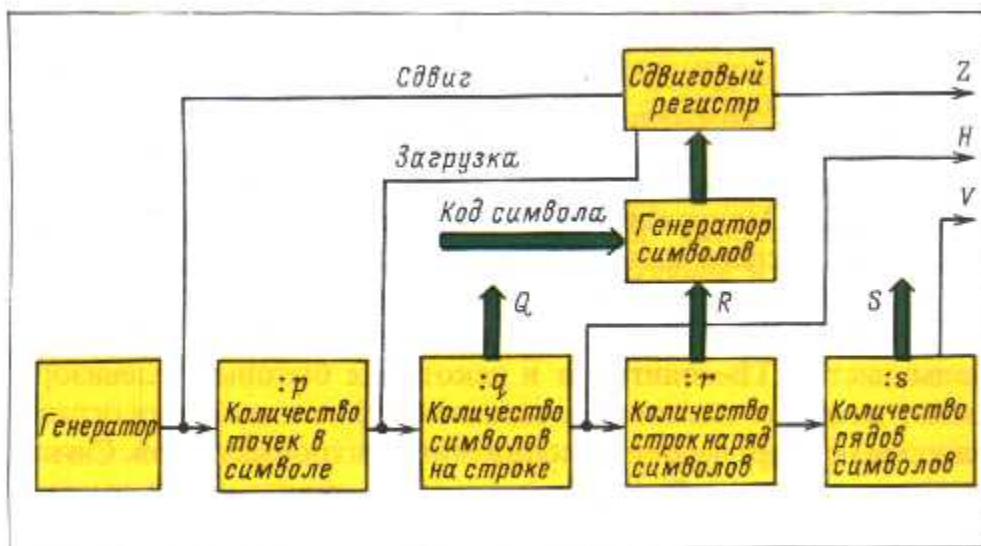 Сдвиг
Сдвиговый
регистр
Z
H
Загрузка
V
Код символа
Генератор
символов
Q
R
S
Генератор
:p
Количество
точек в
символе
:q
Количество
символов
на строке
:r
Количество
строк на ряд
символов
:s
Количество
рядов
символов